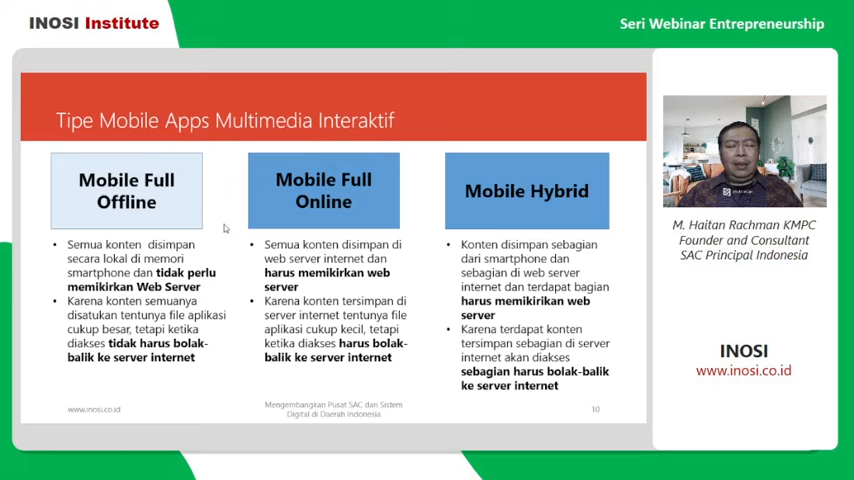 INOSI Institute
Seri Webinar Entrepreneurship
Tipe Mobile Apps Multimedia Interaktif
Mobile Full
Offline
• Semua konten disimpan
secara lokal di memori
smartphone dan tidak perlu
memikirkan Web Server
• Karena konten semuanya
disatukan tentunya file aplikasi
cukup besar, tetapi ketika
diakses tidak harus bolak-
balik ke server internet
Mobile Full
Online
• Semua konten disimpan di
web server internet dan
harus memikirkan web
server
• Karena konten tersimpan di
server internet tentunya file
aplikasi cukup kecil, tetapi
ketika diakses harus bolak-
balik ke server internet
Mobile Hybrid
• Konten disimpan sebagian
dari smartphone dan
sebagian di web server
internet dan terdapat bagian
harus memikirikan web
server
• Karena terdapat konten
tersimpan sebagian di server
internet akan diakses
sebagian harus bolak-balik
ke server internet
www.inosi.co.id
Mengembangkan Pusat SAC dan Sistem
Digital di Daerah Indonesia
10
M. Haitan Rachman KMPC
Founder and Consultant
SAC Principal Indonesia
INOSI
www.inosi.co.id